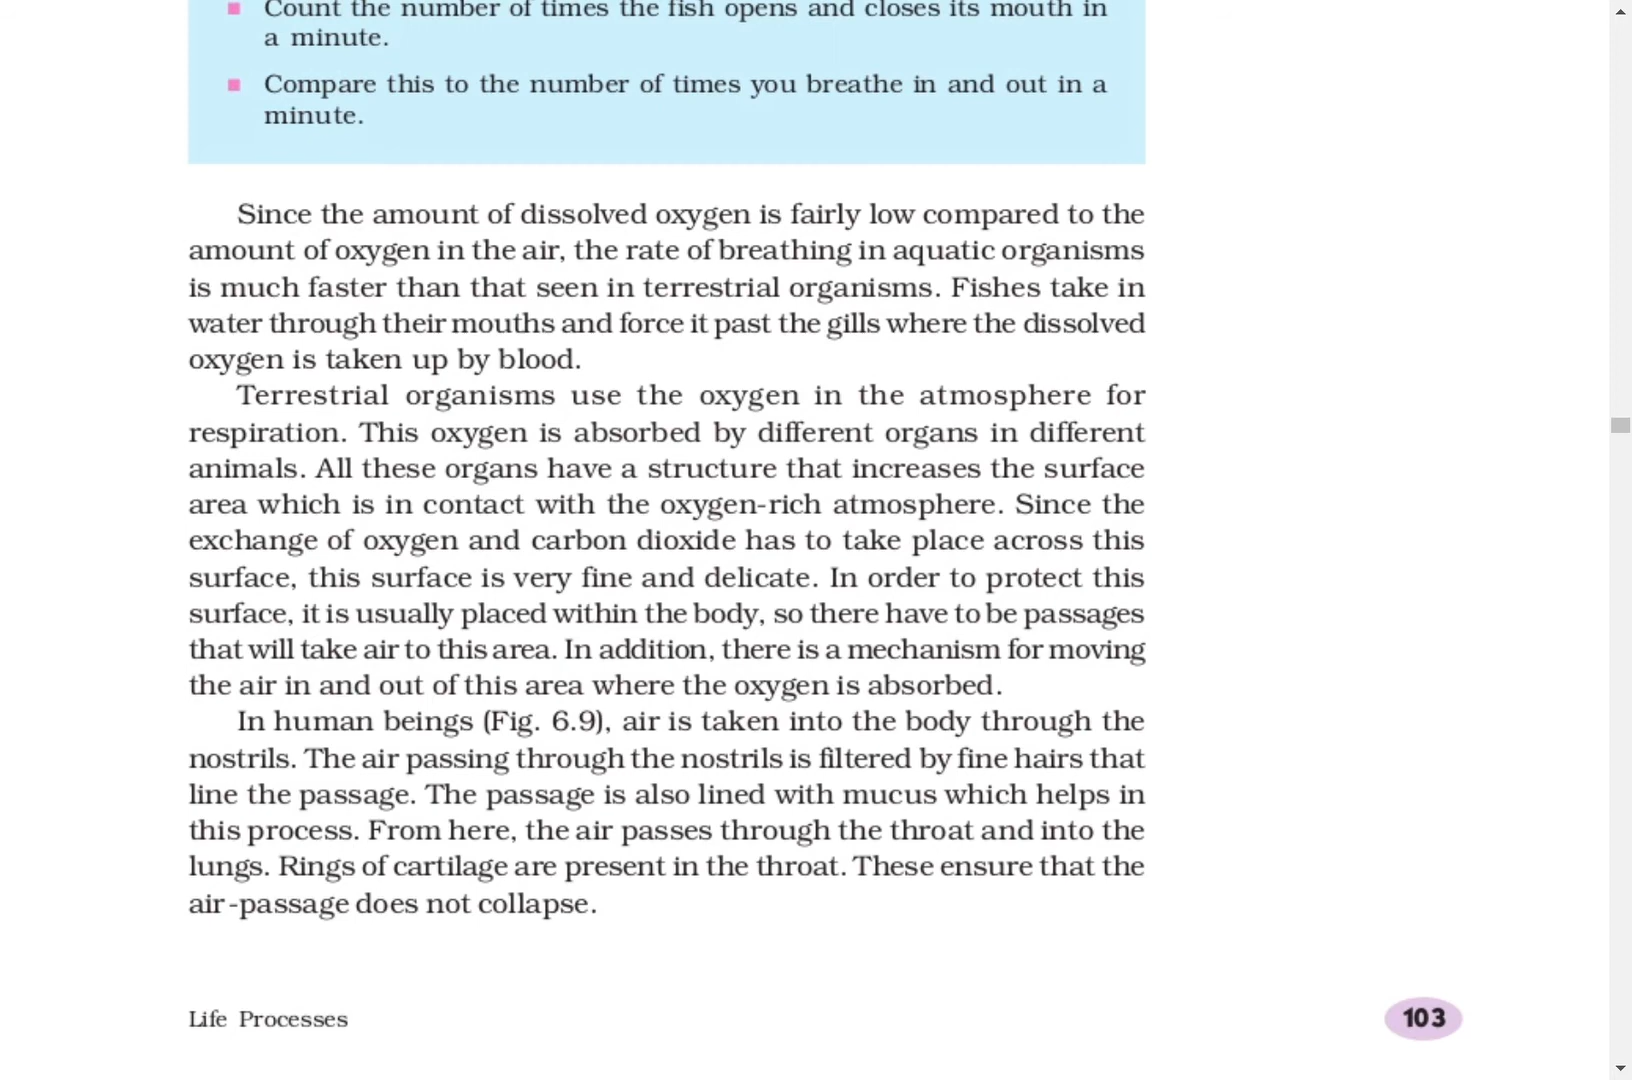 Count the number of times the fish opens and closes its mouth in
a minute.
Compare this to the number of times you breathe in and out in a
minute.
Since the amount of dissolved oxygen is fairly low compared to the
amount of oxygen in the air, the rate of breathing in aquatic organisms
is much faster than that seen in terrestrial organisms. Fishes take in
water through their mouths and force it past the gills where the dissolved
oxygen is taken up by blood.
Terrestrial organisms use the oxygen in the atmosphere for
respiration. This oxygen is absorbed by different organs in different
animals. All these organs have a structure that increases the surface
area which is in contact with the oxygen-rich atmosphere. Since the
exchange of oxygen and carbon dioxide has to take place across this
surface, this surface is very fine and delicate. In order to protect this
surface, it is usually placed within the body, so there have to be passages
that will take air to this area. In addition, there is a mechanism for moving
the air in and out of this area where the oxygen is absorbed.
In human beings (Fig. 6.9), air is taken into the body through the
nostrils. The air passing through the nostrils is filtered by fine hairs that
line the passage. The passage is also lined with mucus which helps in
this process. From here, the air passes through the throat and into the
lungs. Rings of cartilage are present in the throat. These ensure that the
air-passage does not collapse.
Life Processes
103